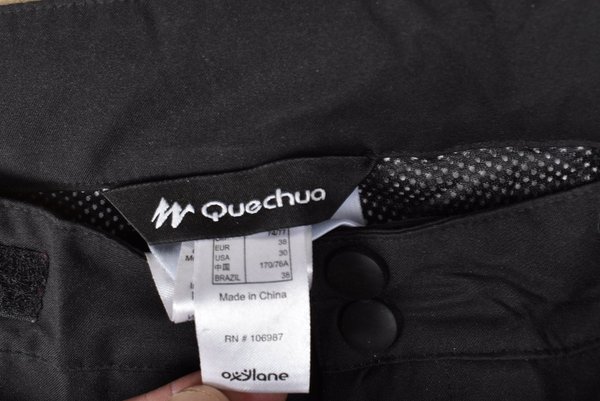 Quechua
74/77
EUR 38
USA 30
中国 170/76A
BRAZIL 38
Made in China
RN # 106987
oxylane